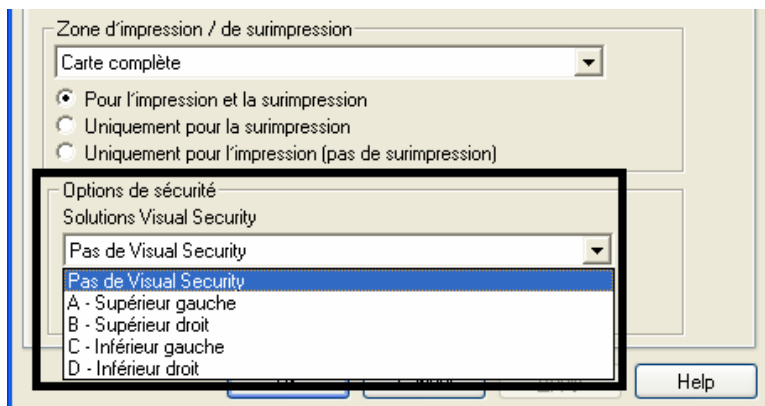 Zone d'impression / de surimpression
Carte complète
Pour l'impression et la surimpression
Uniquement pour la surimpression
Uniquement pour l'impression (pas de surimpression)
Options de sécurité
Solutions Visual Security
Pas de Visual Security
Pas de Visual Security
A - Supérieur gauche
B - Supérieur droit
C - Inférieur gauche
D - Inférieur droit
Help